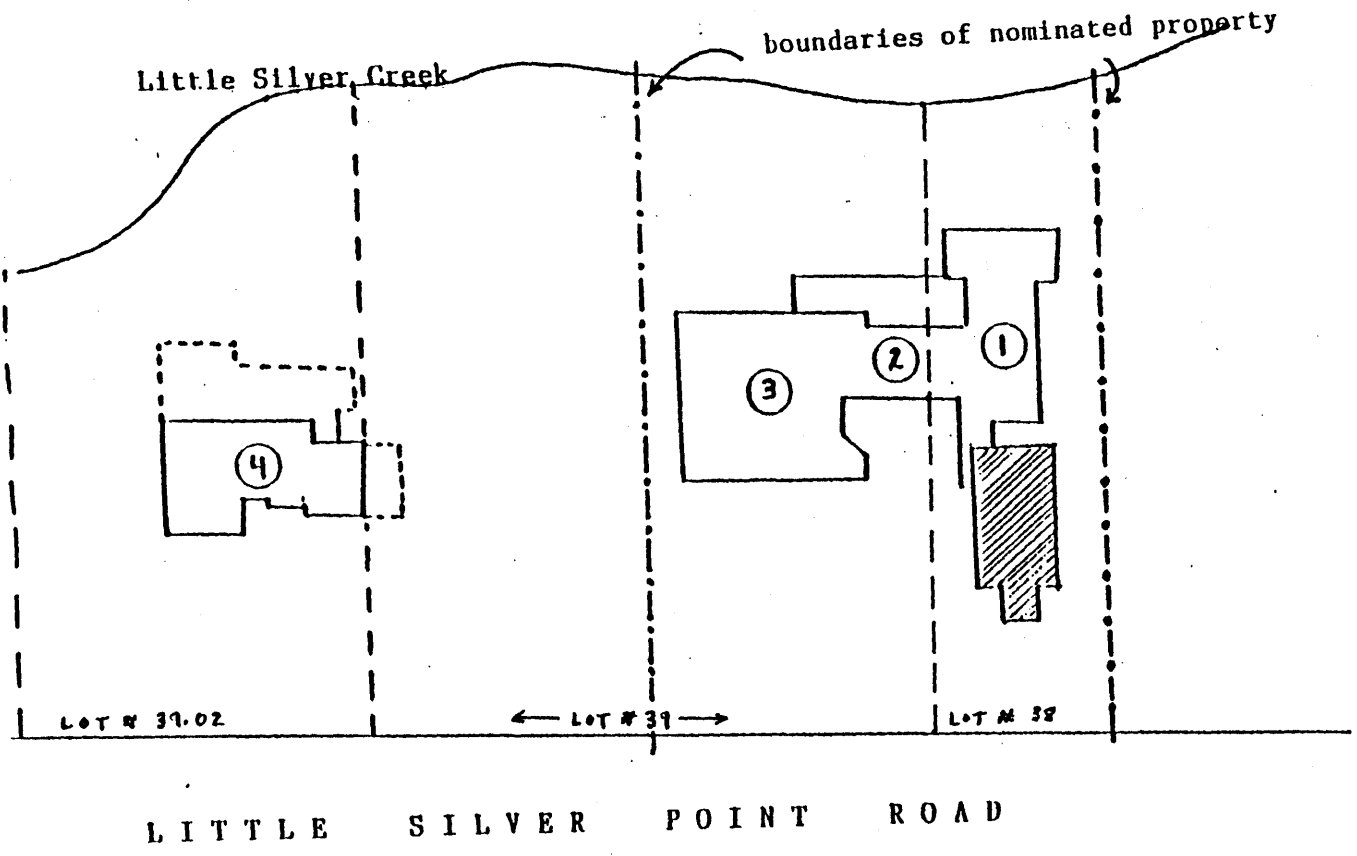 boundaries of nominated property
Little Silver Creek
1
2
3
4
LOT # 39.02
LOT # 39
LOT # 38
LITTLE SILVER POINT ROAD